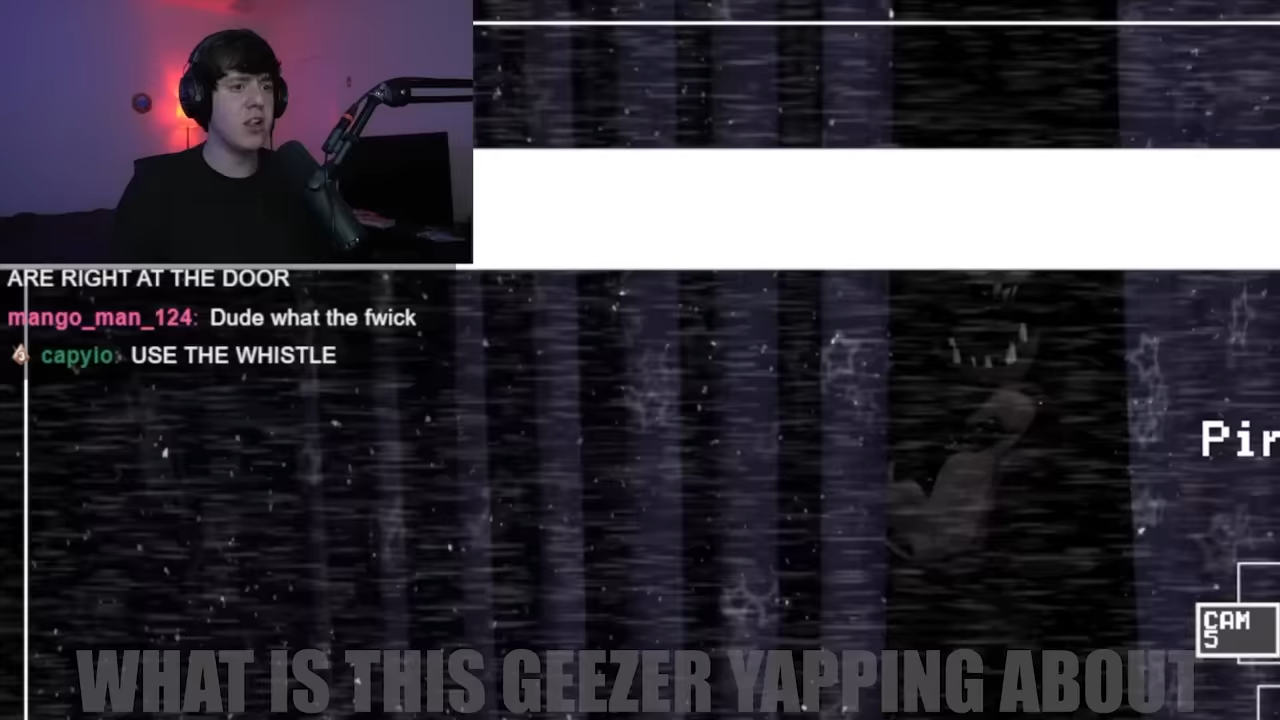 ARE RIGHT AT THE DOOR
mango_man_124: Dude what the fwick
capyio: USE THE WHISTLE
Pir
CAM
5
WHAT IS THIS GEEZER YAPPING ABOUT